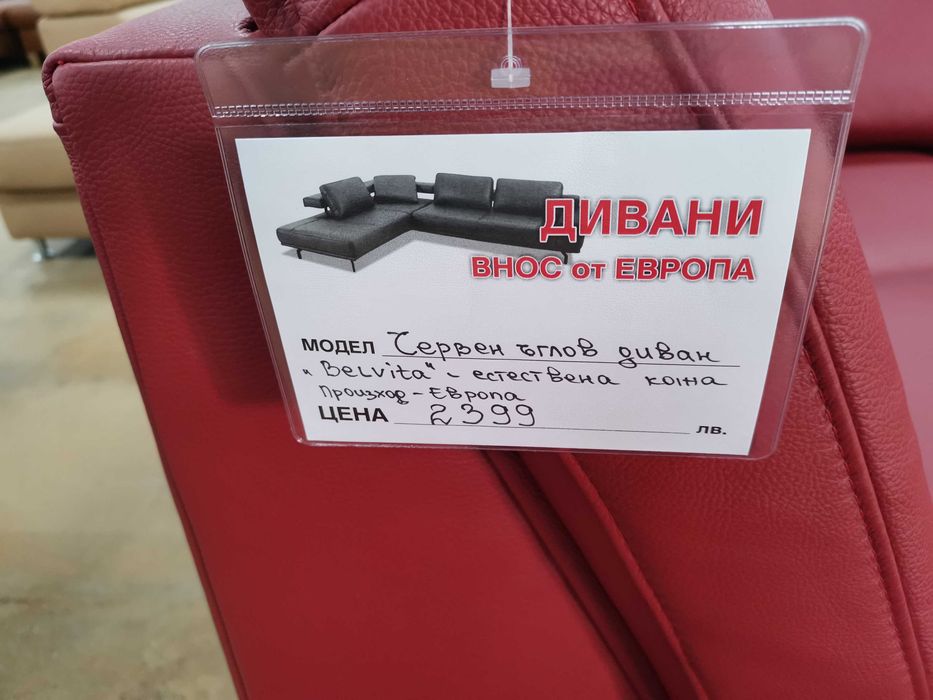 ДИВАНИ
ВНОС от ЕВРОПА
МОДЕЛ Червен ъглов диван
"Belvita" - естествена кожа
Произход - Европа
ЦЕНА 2399 лв.